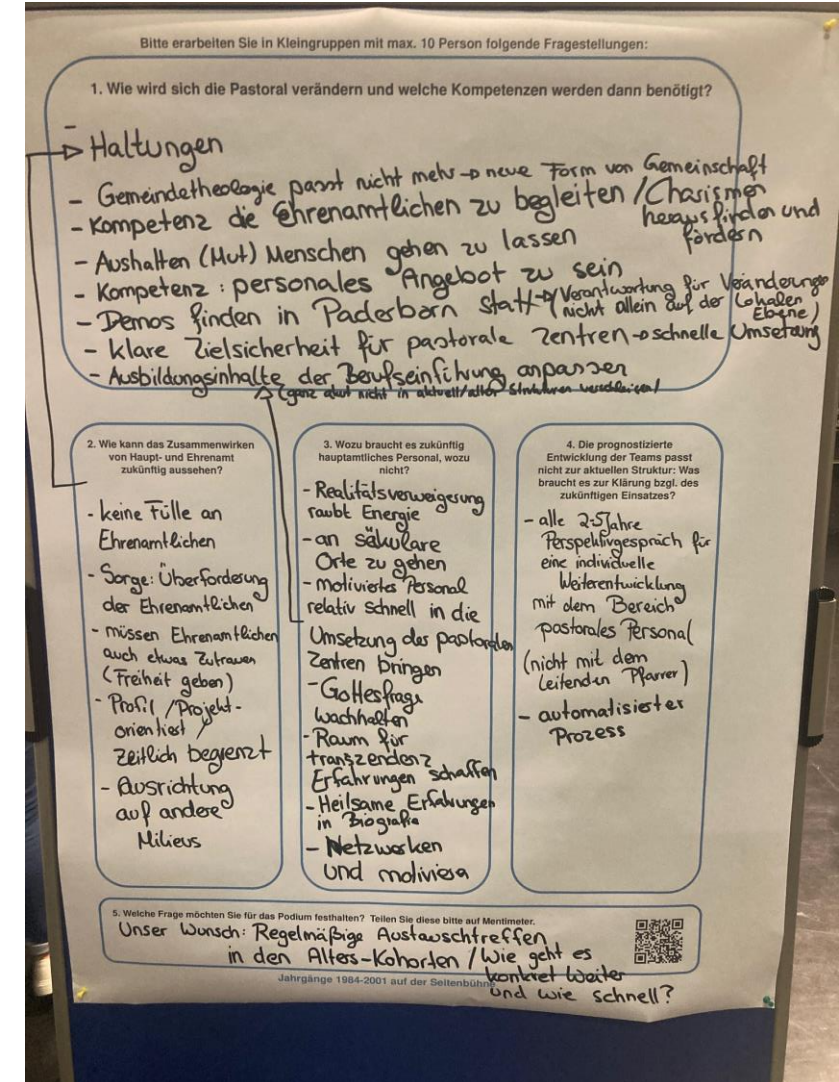 Bitte erarbeiten Sie in Kleingruppen mit max. 10 Person folgende Fragestellungen:
1. Wie wird sich die Pastoral verändern und welche Kompetenzen werden dann benötigt?
-
Haltungen
- Gemeindetheologie passt nicht mehr → neue Form von Gemeinschaft
- Kompetenz die Ehrenamtlichen zu begleiten / Charismen
herausfinden und
fördern
- Aushalten (Mut) Menschen gehen zu lassen
- Kompetenz: personales Angebot zu sein
- Demos finden in Paderborn statt → (Verantwortung für Veränderung
nicht allein auf der lokalen
Ebene)
- klare Zielsicherheit für pastorale Zentren → schnelle Umsetzung
- Ausbildungsinhalte der Berufseinführung anpassen
(ganz akut nicht in aktuell/alten Strukturen verschleissen)
2. Wie kann das Zusammenwirken
von Haupt- und Ehrenamt
zukünftig aussehen?
- keine Fülle an
Ehrenamtlichen
- Sorge: Überforderung
der Ehrenamtlichen
- müssen Ehrenamtlichen
auch etwas Zutrauen
(Freiheit geben)
- Profil / Projekt-
orientiert /
zeitlich begrenzt
- Ausrichtung
auf andere
Milieus
3. Wozu braucht es zukünftig
hauptamtliches Personal, wozu
nicht?
- Realitätsverweigerung
raubt Energie
- an säkulare
Orte zu gehen
- motiviertes Personal
relativ schnell in die
Umsetzung des pastoralen
Zentren bringen
- Gottesfrage
wachhalten
- Raum für
transzendenz
Erfahrungen schaffen
- Heilsame Erfahrungen
in Biografie
- Netzwerken
und motivieren
4. Die prognostizierte
Entwicklung der Teams passt
nicht zur aktuellen Struktur: Was
braucht es zur Klärung bzgl. des
zukünftigen Einsatzes?
- alle 2-5 Jahre
Perspektivgespräch für
eine individuelle
Weiterentwicklung
mit dem Bereich
pastorales Personal
(nicht mit dem
leitenden Pfarrer)
- automatisierter
Prozess
5. Welche Frage möchten Sie für das Podium festhalten? Teilen Sie diese bitte auf Mentimeter.
Unser Wunsch: Regelmäßige Austauschtreffen
in den Alters-Kohorten / Wie geht es
konkret weiter
und wie schnell?
Jahrgänge 1984-2001 auf der Seitenbühne